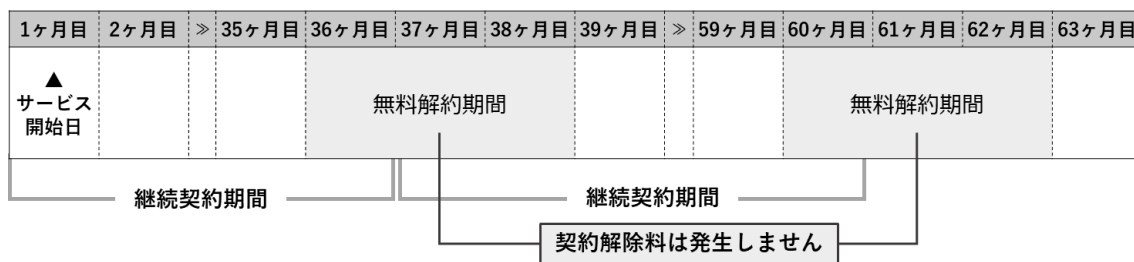 1ヶ月目 2ヶ月目 ≫ 35ヶ月目 36ヶ月目 37ヶ月目 38ヶ月目 39ヶ月目 ≫ 59ヶ月目 60ヶ月目 61ヶ月目 62ヶ月目 63ヶ月目
▲
サービス
開始日
無料解約期間 無料解約期間
継続契約期間 継続契約期間
契約解除料は発生しません